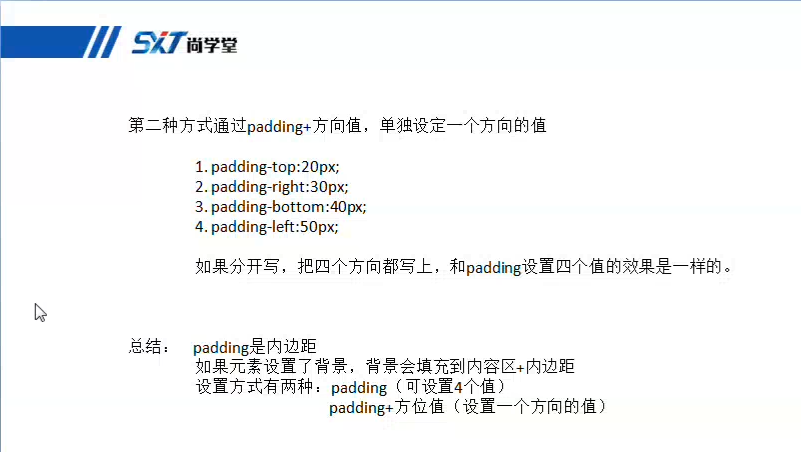 SXT尚学堂
第二种方式通过padding+方向值，单独设定一个方向的值
1. padding-top:20px;
2. padding-right:30px;
3. padding-bottom:40px;
4. padding-left:50px;
如果分开写，把四个方向都写上，和padding设置四个值的效果是一样的。
总结： padding是内边距
如果元素设置了背景，背景会填充到内容区+内边距
设置方式有两种：padding（可设置4个值）
padding+方位值（设置一个方向的值）